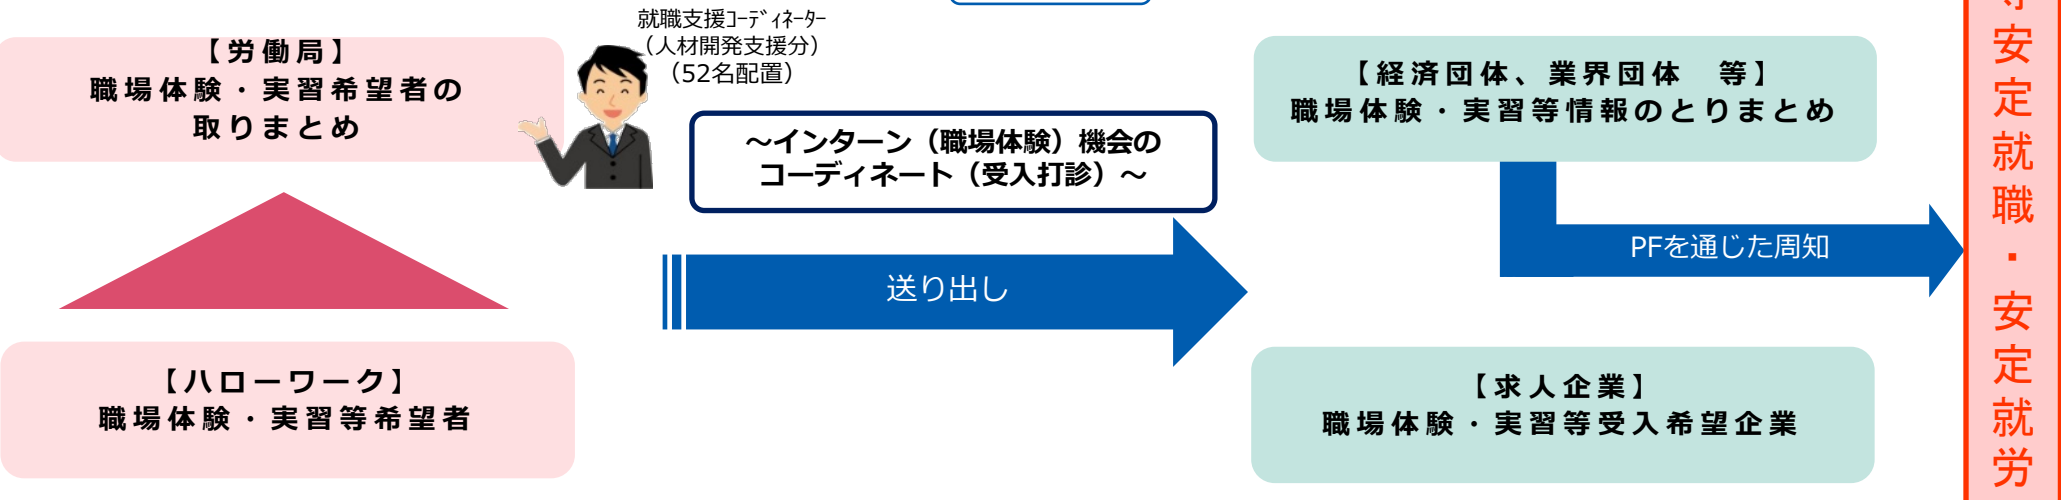 就職支援ｺｰﾃﾞｨﾈｰﾀｰ
（人材開発支援分）
（52名配置）
【労働局】
職場体験・実習希望者の
取りまとめ
～インターン（職場体験）機会の
コーディネート（受入打診）～
【経済団体、業界団体　等】
職場体験・実習等情報のとりまとめ
PFを通じた周知
送り出し
【ハローワーク】
職場体験・実習等希望者
【求人企業】
職場体験・実習等受入希望企業
安定就職・安定就労